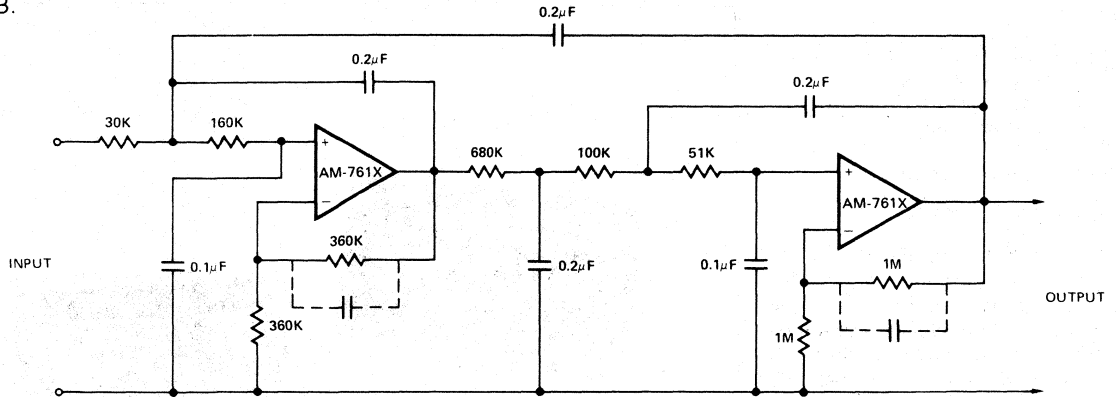 B.
0.2μF
0.2μF
0.2μF
30K
160K
680K
100K
51K
+
AM-761X
−
+
AM-761X
−
360K
1M
INPUT
0.1μF
0.2μF
0.1μF
OUTPUT
360K
1M